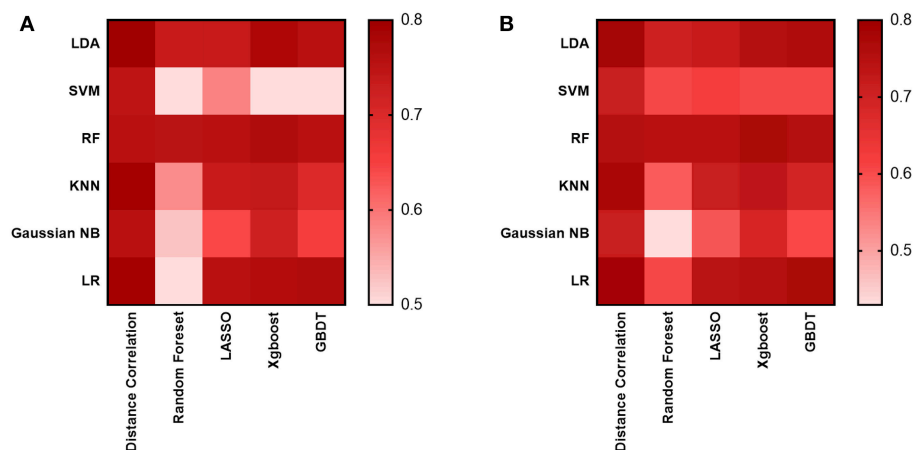 A
LDA
SVM
RF
KNN
Gaussian NB
LR
Distance Correlation
Random Foreset
LASSO
Xgboost
GBDT
0.8
0.7
0.6
0.5
B
LDA
SVM
RF
KNN
Gaussian NB
LR
Distance Correlation
Random Foreset
LASSO
Xgboost
GBDT
0.8
0.7
0.6
0.5